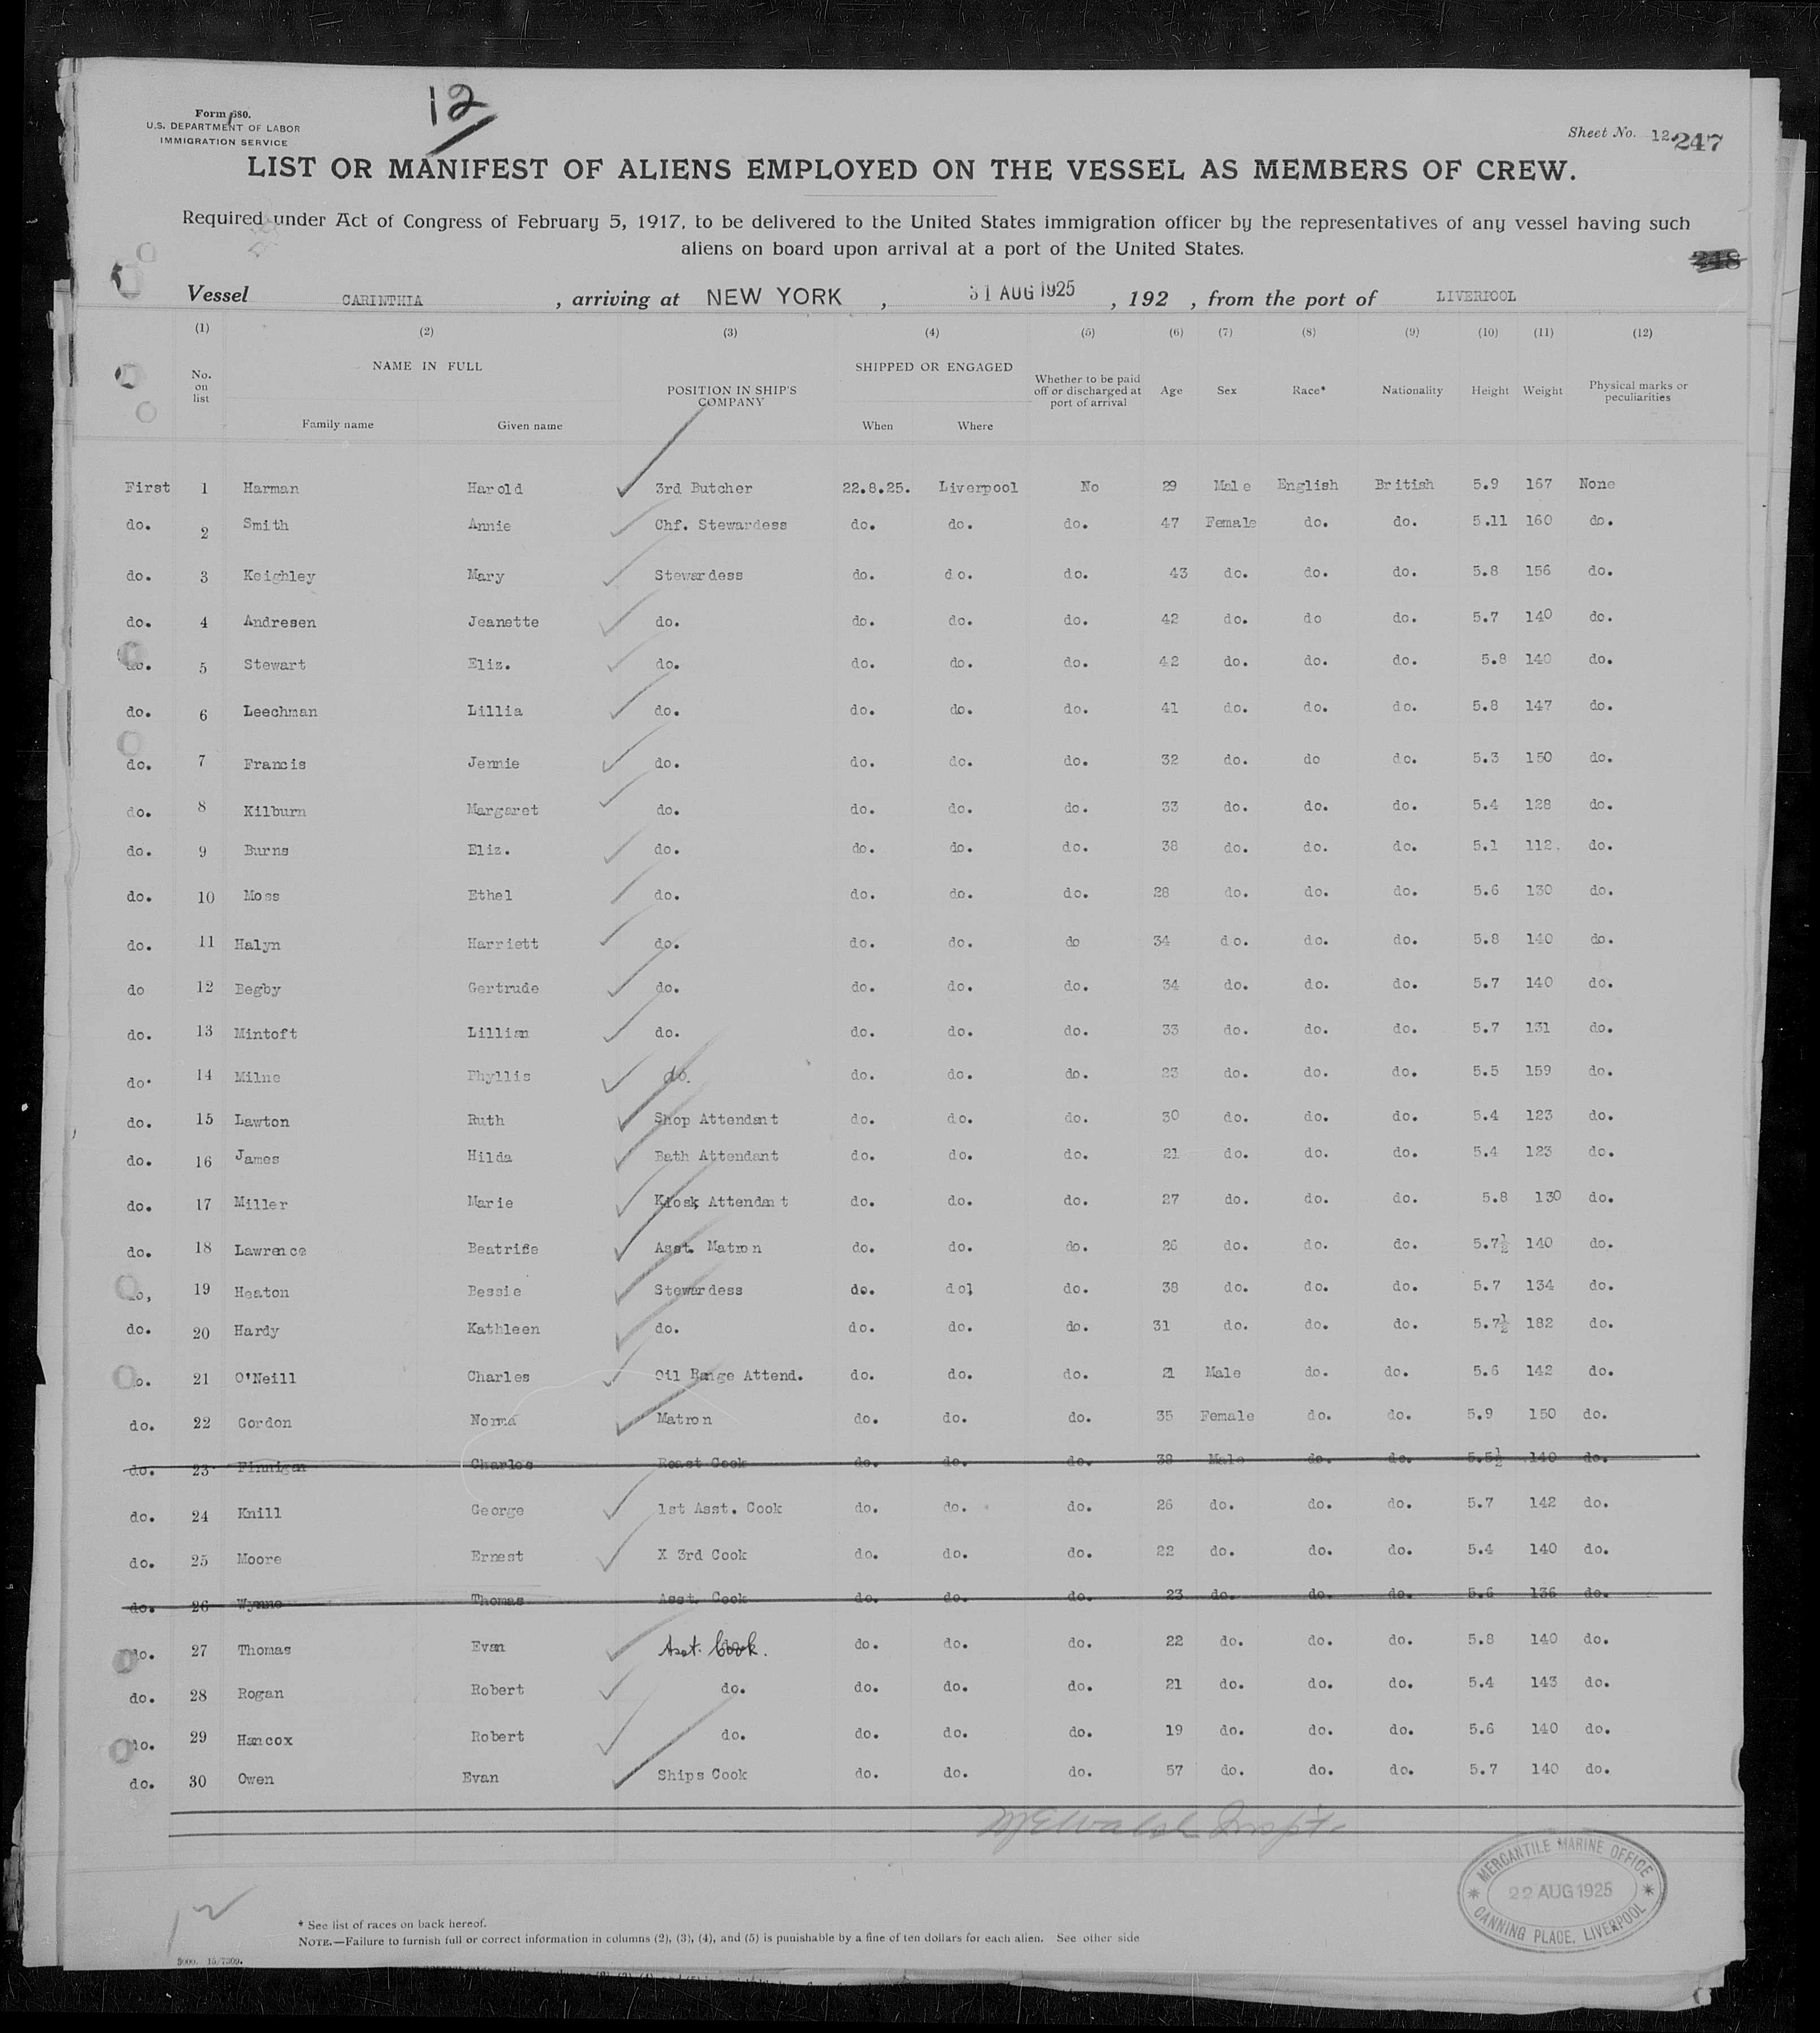 12
Form 680.
U.S. DEPARTMENT OF LABOR
IMMIGRATION SERVICE
Sheet No. 12 247
LIST OR MANIFEST OF ALIENS EMPLOYED ON THE VESSEL AS MEMBERS OF CREW.
Required under Act of Congress of February 5, 1917, to be delivered to the United States immigration officer by the representatives of any vessel having such
aliens on board upon arrival at a port of the United States.
248
Vessel CARINTHIA , arriving at NEW YORK , 31 AUG 1925 , 192 , from the port of LIVERPOOL
(1) (2) (3) (4) (5) (6) (7) (8) (9) (10) (11) (12)
No. on list NAME IN FULL Family name Given name POSITION IN SHIP'S COMPANY SHIPPED OR ENGAGED When Where Whether to be paid off or discharged at port of arrival Age Sex Race* Nationality Height Weight Physical marks or peculiarities
First 1 Harman Harold 3rd Butcher 22.8.25. Liverpool No 29 Male English British 5.9 167 None
do. 2 Smith Annie Chf. Stewardess do. do. do. 47 Female do. do. 5.11 160 do.
do. 3 Keighley Mary Stewardess do. do. do. 43 do. do. do. 5.8 156 do.
do. 4 Andresen Jeanette do. do. do. do. 42 do. do do. 5.7 140 do.
do. 5 Stewart Eliz. do. do. do. do. 42 do. do. do. 5.8 140 do.
do. 6 Leechman Lillia do. do. do. do. 41 do. do. do. 5.8 147 do.
do. 7 Francis Jennie do. do. do. do. 32 do. do do. 5.3 150 do.
do. 8 Kilburn Margaret do. do. do. do. 33 do. do. do. 5.4 128 do.
do. 9 Burns Eliz. do. do. do. do. 38 do. do. do. 5.1 112. do.
do. 10 Moss Ethel do. do. do. do. 28 do. do. do. 5.6 130 do.
do. 11 Halyn Harriett do. do. do. do 34 do. do. do. 5.8 140 do.
do 12 Begby Gertrude do. do. do. do. 34 do. do. do. 5.7 140 do.
do. 13 Mintoft Lillian do. do. do. do. 33 do. do. do. 5.7 131 do.
do. 14 Milne Phyllis do. do. do. do. 23 do. do. do. 5.5 159 do.
do. 15 Lawton Ruth Shop Attendant do. do. do. 30 do. do. do. 5.4 123 do.
do. 16 James Hilda Bath Attendant do. do. do. 21 do. do. do. 5.4 123 do.
do. 17 Miller Marie Kiosk Attendant do. do. do. 27 do. do. do. 5.8 130 do.
do. 18 Lawrence Beatrise Asst. Matron do. do. do. 26 do. do. do. 5.7½ 140 do.
do, 19 Heaton Bessie Stewardess do. dol do. 38 do. do. do. 5.7 134 do.
do. 20 Hardy Kathleen do. do. do. do. 31 do. do. do. 5.7½ 182 do.
do. 21 O'Neill Charles Oil Range Attend. do. do. do. 21 Male do. do. 5.6 142 do.
do. 22 Gordon Norma Matron do. do. do. 35 Female do. do. 5.9 150 do.
do. 23 Finnigan Charles Roast Cook do. do. do. 38 Male do. do. 5.5½ 140 do.
do. 24 Knill George 1st Asst. Cook do. do. do. 26 do. do. do. 5.7 142 do.
do. 25 Moore Ernest X 3rd Cook do. do. do. 22 do. do. do. 5.4 140 do.
do. 26 Wynne Thomas Asst. Cook do. do. do. 23 do. do. do. 5.6 136 do.
do. 27 Thomas Evan Asst. Cook. do. do. do. 22 do. do. do. 5.8 140 do.
do. 28 Rogan Robert do. do. do. do. 21 do. do. do. 5.4 143 do.
do. 29 Hancox Robert do. do. do. do. 19 do. do. do. 5.6 140 do.
do. 30 Owen Evan Ships Cook do. do. do. 57 do. do. do. 5.7 140 do.
MERCANTILE MARINE OFFICE
22 AUG 1925
CANNING PLACE, LIVERPOOL
12
* See list of races on back hereof.
NOTE.—Failure to furnish full or correct information in columns (2), (3), (4), and (5) is punishable by a fine of ten dollars for each alien. See other side